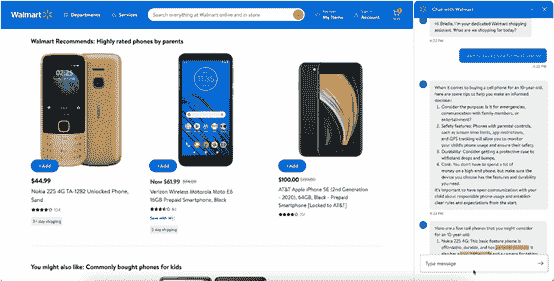 Walmart
Departments
Services
Search everything at Walmart online and in store
My Items
Sign In
Account
Walmart Recommends: Highly rated phones by parents
+Add
$44.99
Nokia 225 4G TA-1282 Unlocked Phone,
Sand
+Add
Now $61.99
Verizon Wireless Motorola Moto E6
16GB Prepaid Smartphone, Black
2-day shipping
+Add
$100.00
AT&T Apple iPhone SE (2nd Generation
- 2020), 64GB, Black - Prepaid
Smartphone [Locked to AT&T]
You might also like: Commonly bought phones for kids
Chat with Walmart
Hi Brielle, I'm your dedicated Walmart shopping
assistant. What are we shopping for today?
When it comes to buying a cell phone for an 10-year-old,
here are some tips to help you make an informed
decision:
1. Consider the purpose: Is it for emergencies,
communication with family members, or
entertainment?
2. Safety features: Phones with parental controls,
such as screen time limits, app restrictions,
and GPS tracking will allow you to monitor
your child's phone usage and ensure their safety.
3. Durability: Consider getting a protective case to
withstand drops and bumps.
4. Cost: You don't have to spend a lot of
money on a high-end phone, but make sure the
device you choose has the features and durability
you need.
It's important to have open communication with your
child about responsible phone usage and establish
clear rules and expectations from the start.
Here are a few cell phones that you might consider
for an 10-year-old:
1. Nokia 225 4G: This basic feature phone is
affordable, durable, and has
Type message